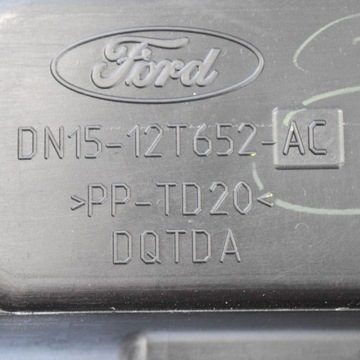 Ford
DN15-12T652-AC
>PP-TD20<
DQTDA